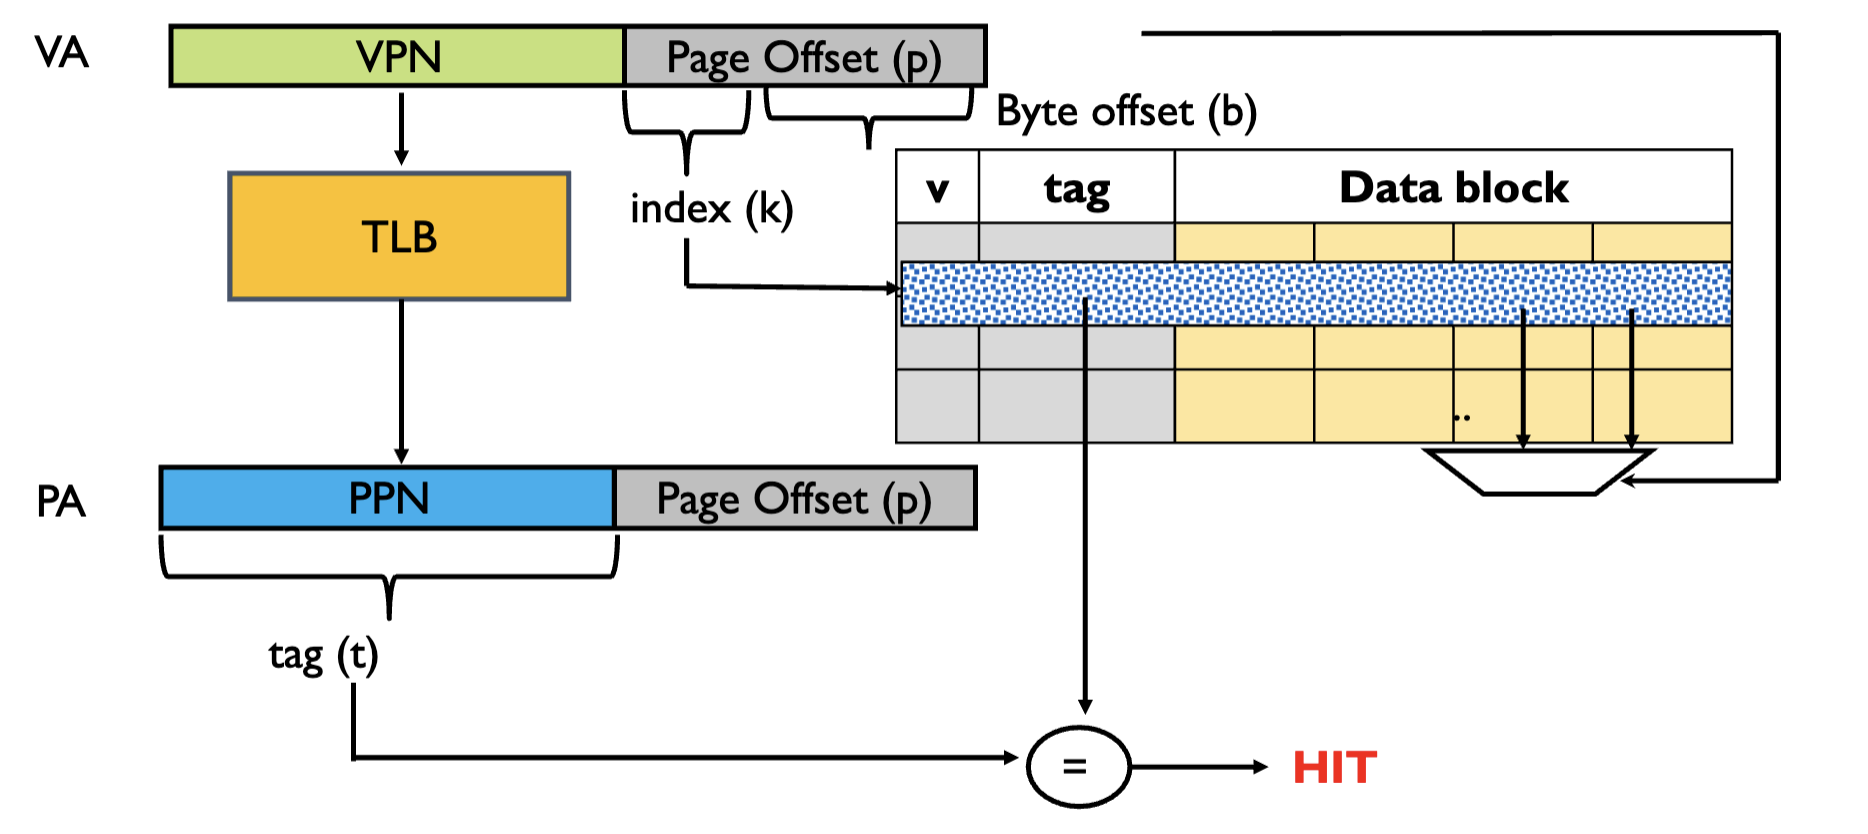 VA
VPN
Page Offset (p)
Byte offset (b)
v
tag
Data block
index (k)
TLB
..
PA
PPN
Page Offset (p)
tag (t)
=
HIT